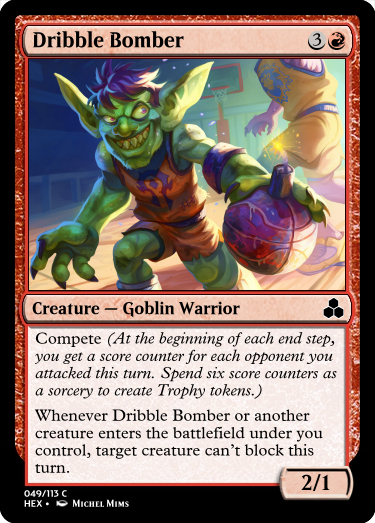 Dribble Bomber 3
Creature — Goblin Warrior
Compete (At the beginning of each end step,
you get a score counter for each opponent you
attacked this turn. Spend six score counters as
a sorcery to create Trophy tokens.)
Whenever Dribble Bomber or another
creature enters the battlefield under you
control, target creature can't block this
turn.
2/1
049/113 C
HEX • Michel Mims